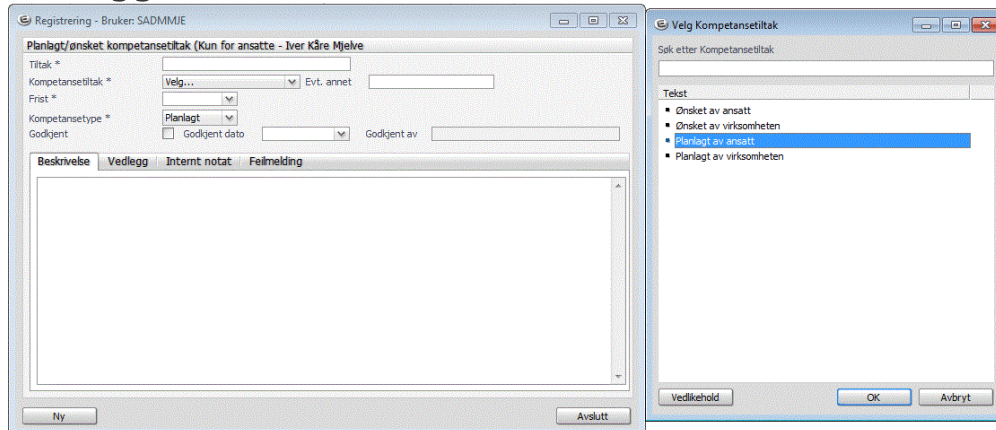 Registrering - Bruker: SADMMJE
Planlagt/ønsket kompetansetiltak (Kun for ansatte - Iver Kåre Mjelve
Tiltak *
Kompetansetiltak * Velg... Evt. annet
Frist *
Kompetansetype * Planlagt
Godkjent Godkjent dato Godkjent av
Beskrivelse Vedlegg Internt notat Feilmelding
Ny Avslutt
Velg Kompetansetiltak
Søk etter Kompetansetiltak
Tekst
Ønsket av ansatt
Ønsket av virksomheten
Planlagt av ansatt
Planlagt av virksomheten
Vedlikehold OK Avbryt